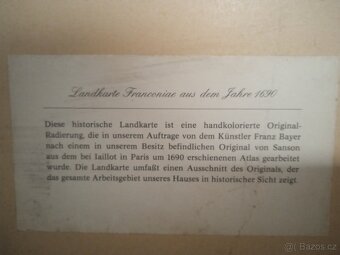 Landkarte Franconiae aus dem Jahre 1690
Diese historische Landkarte ist eine handkolorierte Original-
Radierung, die in unserem Auftrage von dem Künstler Franz Bayer
nach einem in unserem Besitz befindlichen Original von Sanson
aus dem bei Iaillot in Paris um 1690 erschienenen Atlas gearbeitet
wurde. Die Landkarte umfaßt einen Ausschnitt des Originals, der
das gesamte Arbeitsgebiet unseres Hauses in historischer Sicht zeigt.
bazos.cz